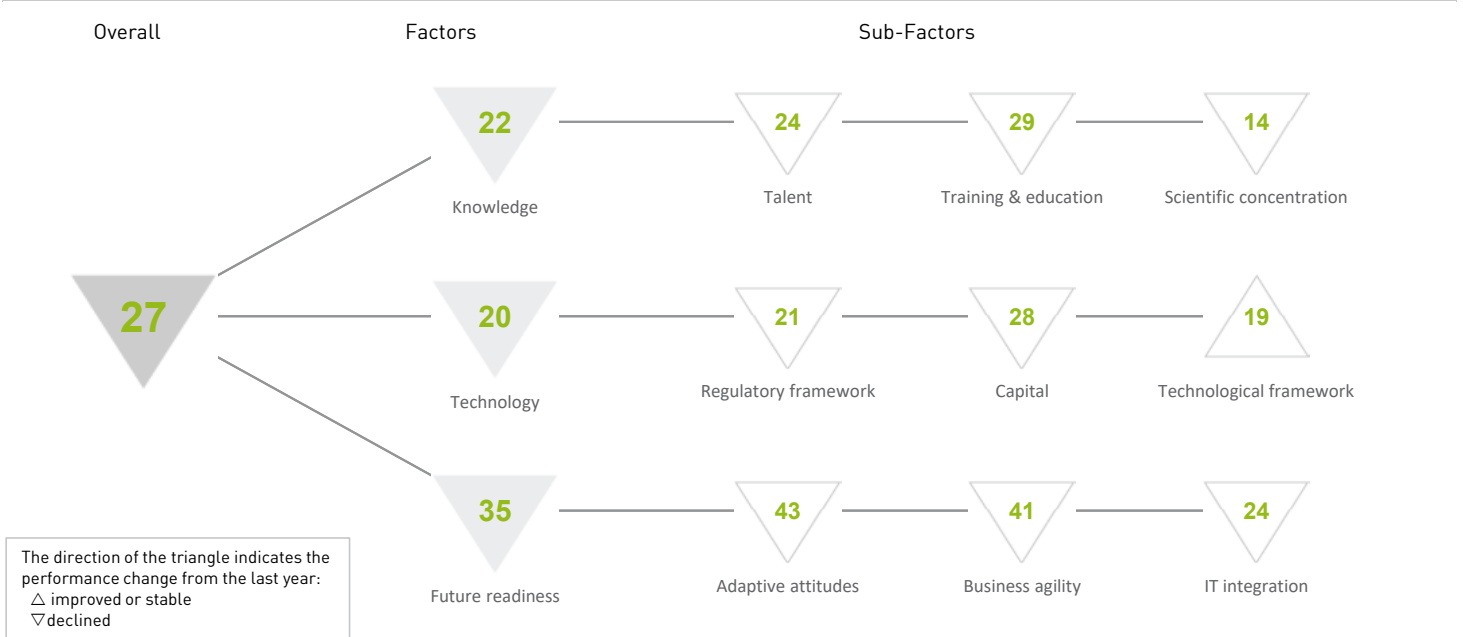 Overall Factors Sub-Factors
22 24 29 14
Knowledge Talent Training & education Scientific concentration
27 20 21 28 19
Technology Regulatory framework Capital Technological framework
35 43 41 24
Future readiness Adaptive attitudes Business agility IT integration
The direction of the triangle indicates the
performance change from the last year:
△ improved or stable
▽ declined